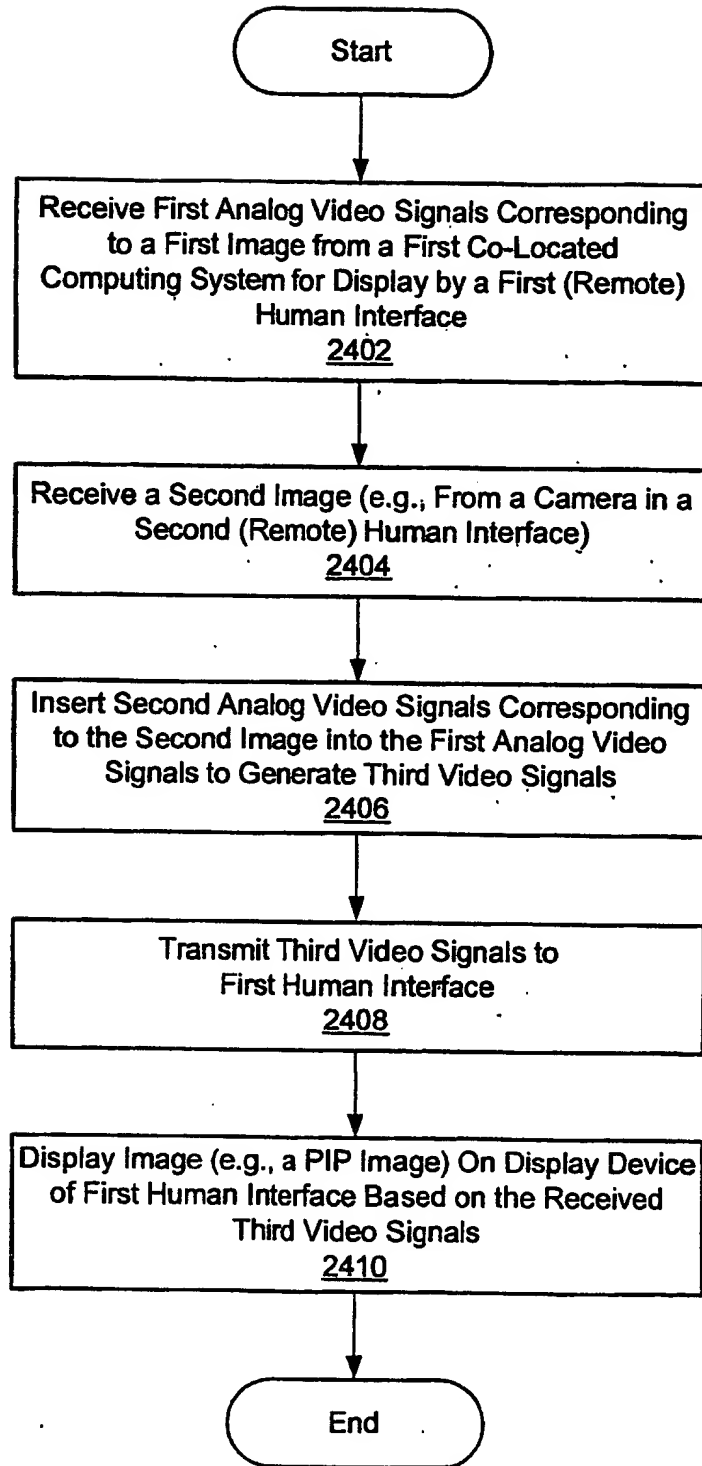 Start
Receive First Analog Video Signals Corresponding
to a First Image from a First Co-Located
Computing System for Display by a First (Remote)
Human Interface
2402
Receive a Second Image (e.g., From a Camera in a
Second (Remote) Human Interface)
2404
Insert Second Analog Video Signals Corresponding
to the Second Image into the First Analog Video
Signals to Generate Third Video Signals
2406
Transmit Third Video Signals to
First Human Interface
2408
Display Image (e.g., a PIP Image) On Display Device
of First Human Interface Based on the Received
Third Video Signals
2410
End